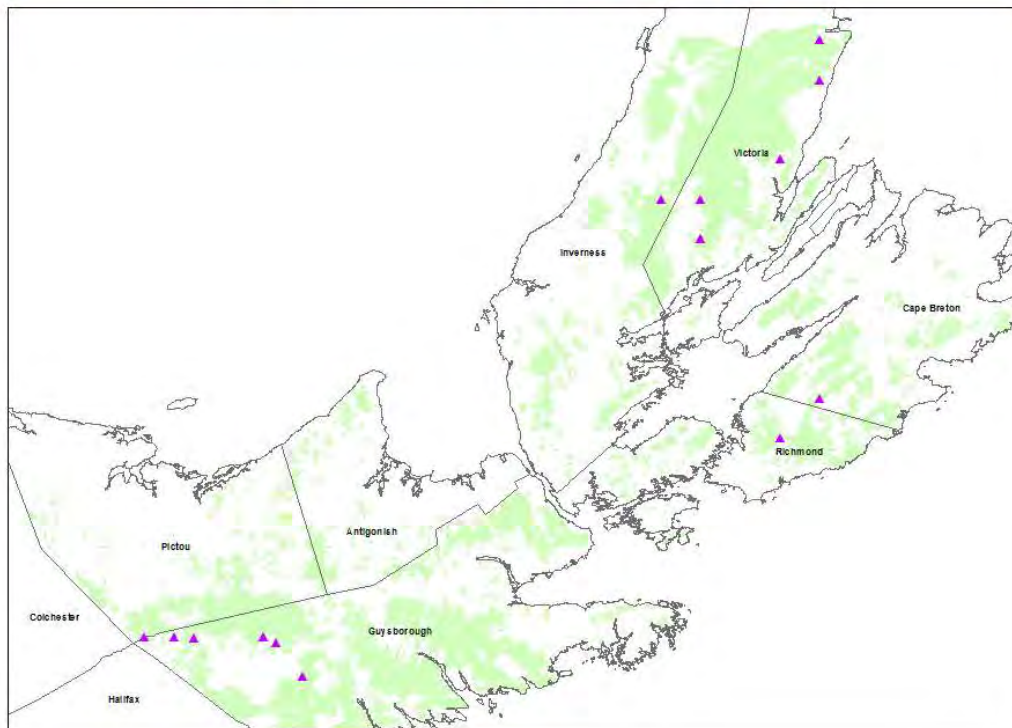 Victoria
Inverness
Cape Breton
Richmond
Antigonish
Pictou
Colchester
Guysborough
Halifax